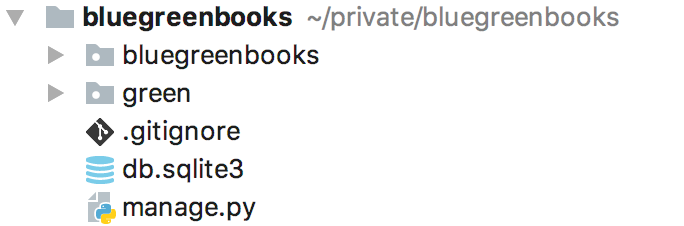 bluegreenbooks ~/private/bluegreenbooks
bluegreenbooks
green
.gitignore
db.sqlite3
manage.py